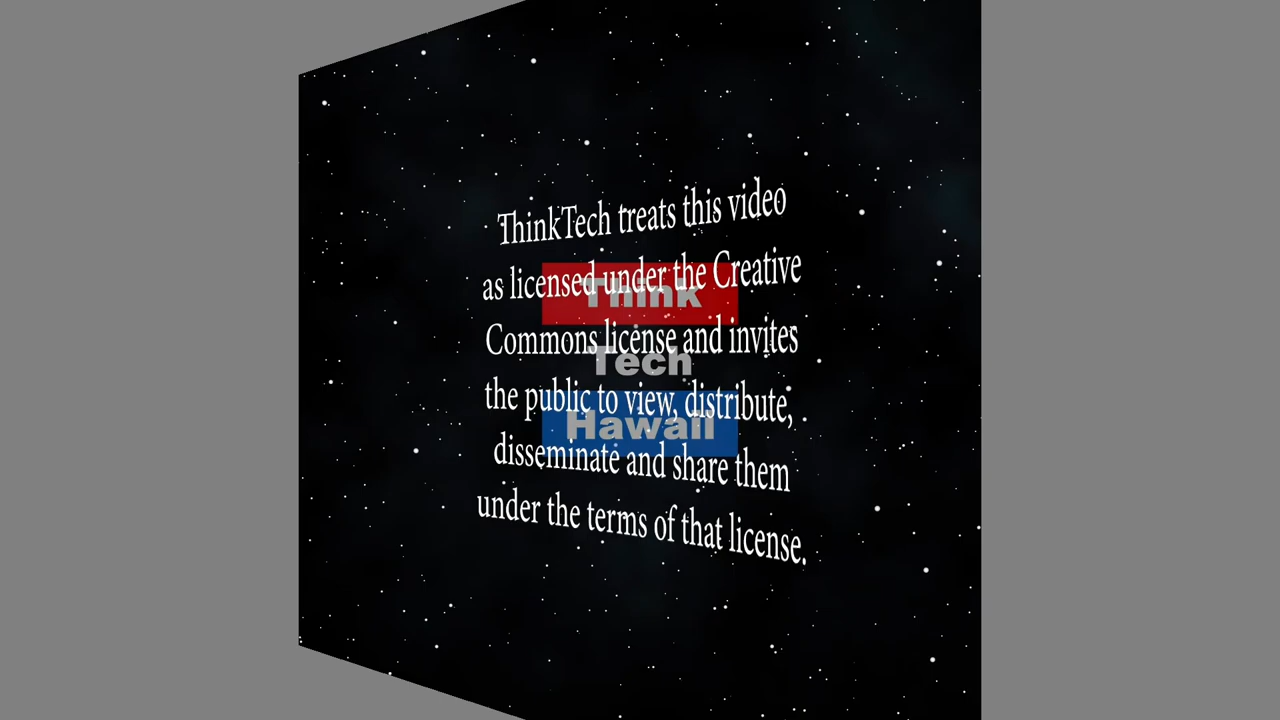 ThinkTech treats this video
as licensed under the Creative
Commons license and invites
the public to view, distribute,
disseminate and share them
under the terms of that license.
Think
Tech
Hawaii